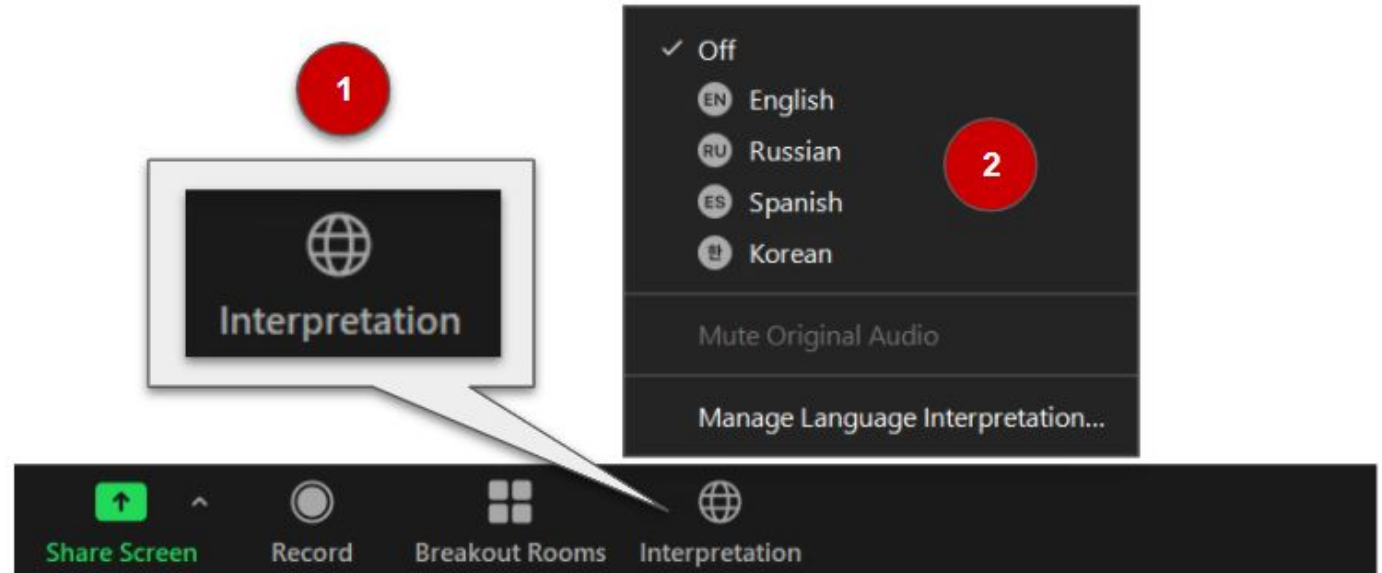 1
Interpretation
Off
EN English
RU Russian
ES Spanish
한 Korean
2
Mute Original Audio
Manage Language Interpretation...
Share Screen
Record
Breakout Rooms
Interpretation